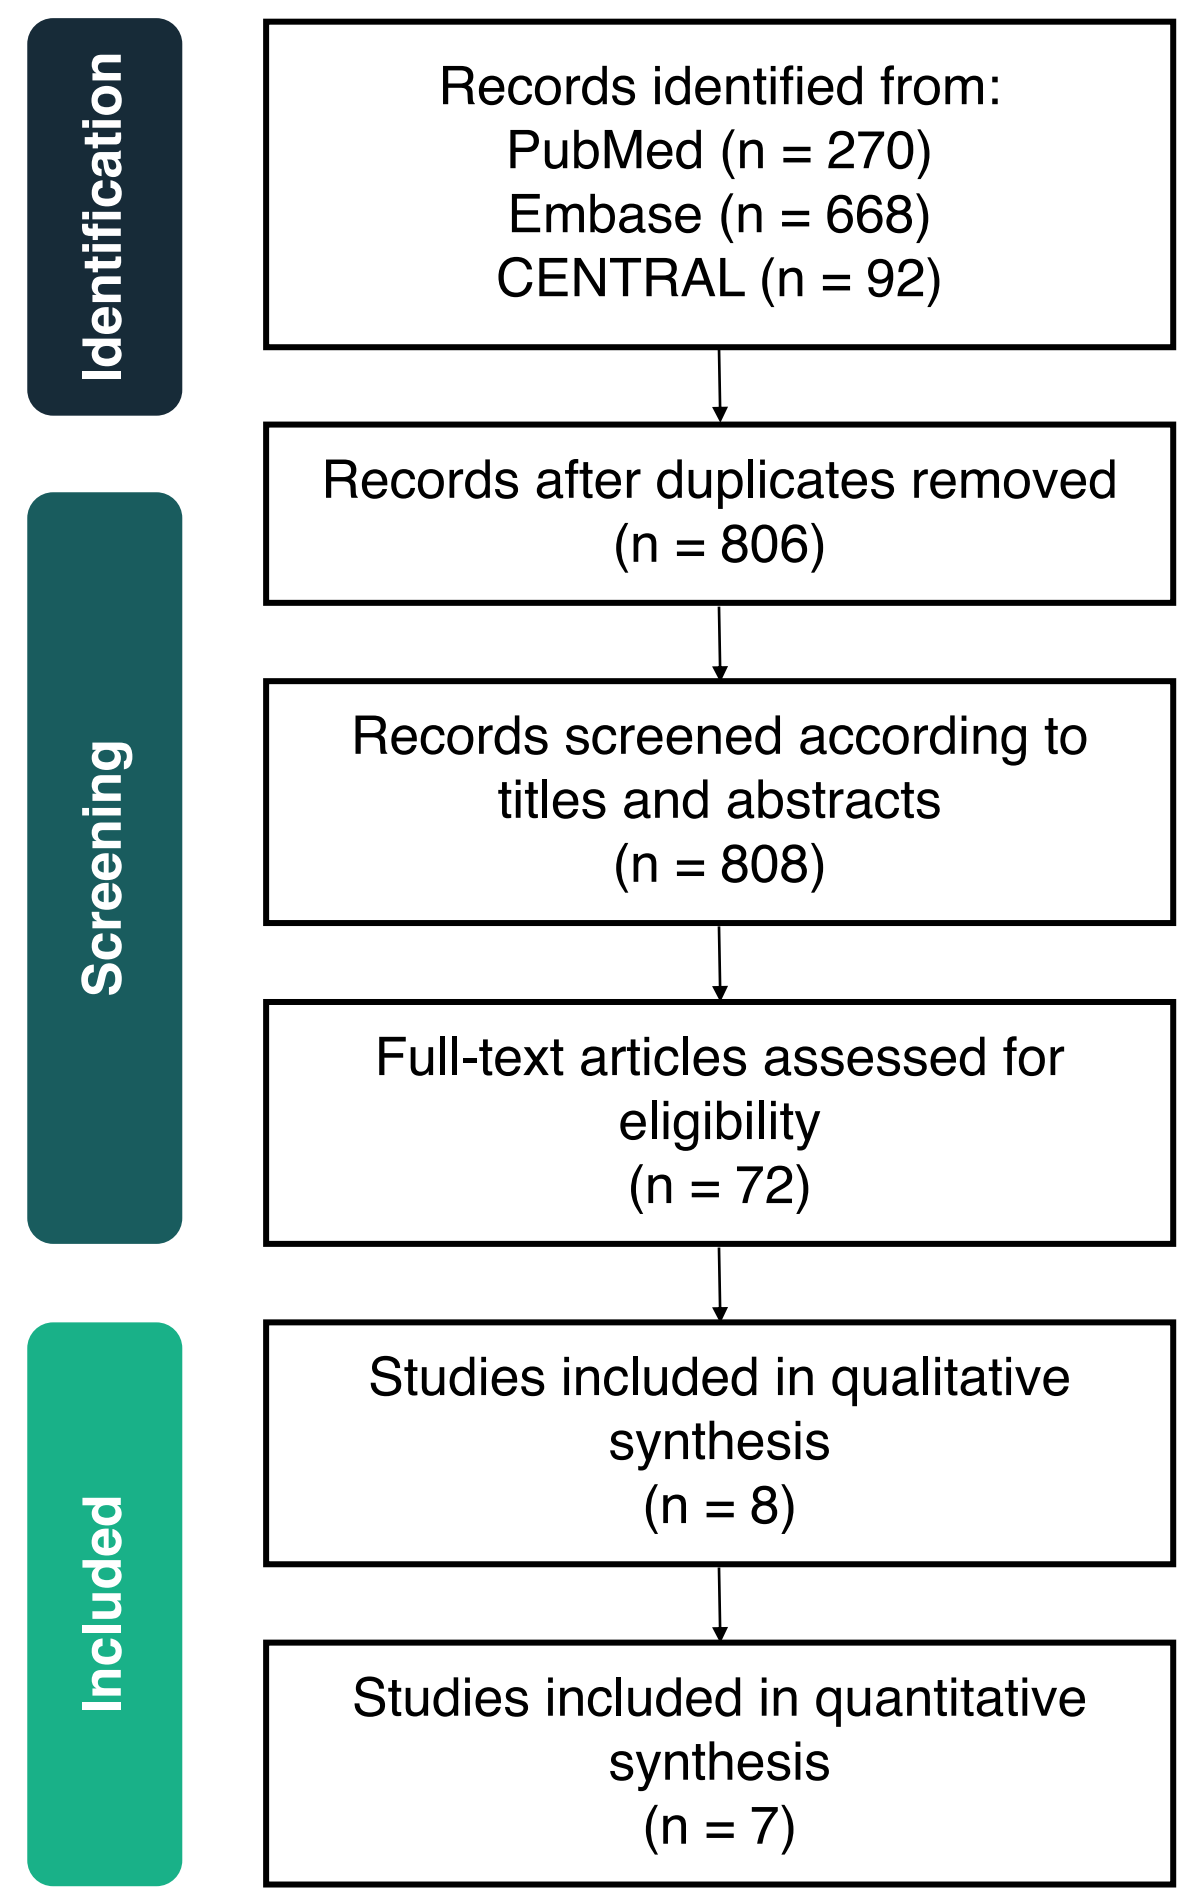 Identification
Records identified from:
PubMed (n = 270)
Embase (n = 668)
CENTRAL (n = 92)
Screening
Records after duplicates removed
(n = 806)
Records screened according to
titles and abstracts
(n = 808)
Full-text articles assessed for
eligibility
(n = 72)
Included
Studies included in qualitative
synthesis
(n = 8)
Studies included in quantitative
synthesis
(n = 7)